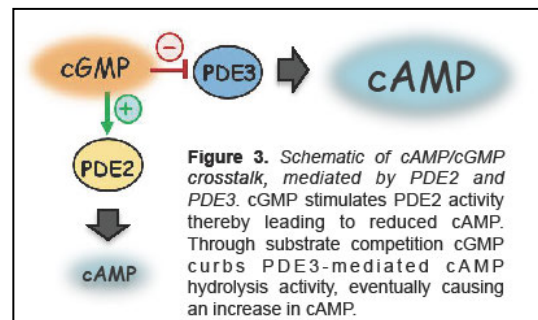 cGMP
−
PDE3
cAMP
+
PDE2
cAMP
Figure 3. Schematic of cAMP/cGMP
crosstalk, mediated by PDE2 and
PDE3. cGMP stimulates PDE2 activity
thereby leading to reduced cAMP.
Through substrate competition cGMP
curbs PDE3-mediated cAMP
hydrolysis activity, eventually causing
an increase in cAMP.